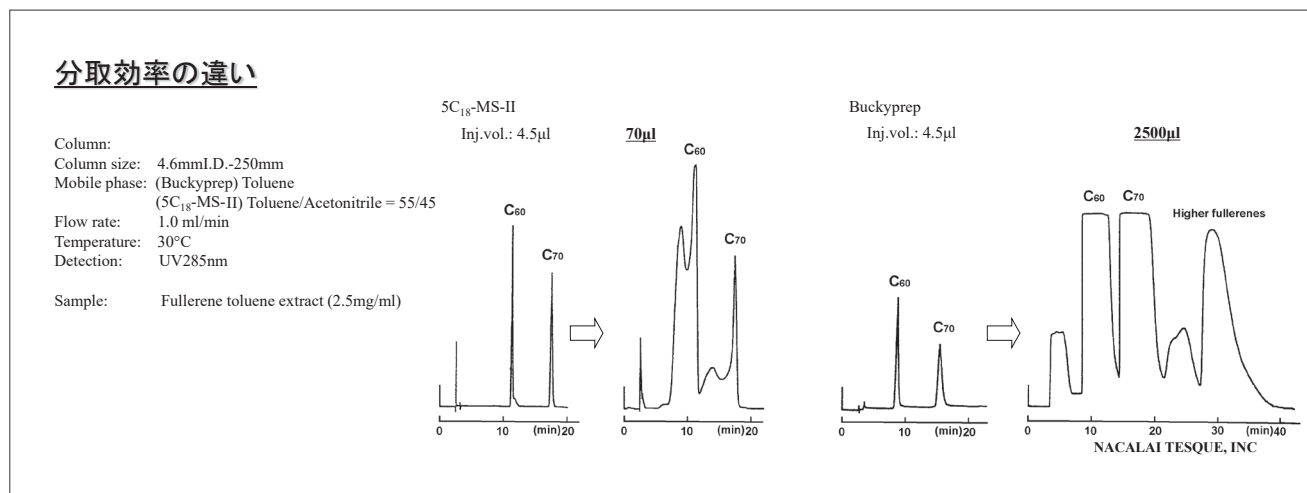 分取効率の違い
Column:
Column size: 4.6mmI.D.-250mm
Mobile phase: (Buckyprep) Toluene
(5C18-MS-II) Toluene/Acetonitrile = 55/45
Flow rate: 1.0 ml/min
Temperature: 30°C
Detection: UV285nm
Sample: Fullerene toluene extract (2.5mg/ml)
5C18-MS-II
Inj.vol.: 4.5µl
70µl
C60
C70
0 10 (min) 20
C60
C70
0 10 (min) 20
Buckyprep
Inj.vol.: 4.5µl
2500µl
C60
C70
0 10 (min) 20
C60
C70
Higher fullerenes
0 10 20 30 (min) 40
NACALAI TESQUE, INC